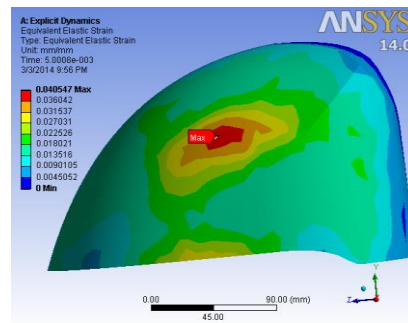 A: Explicit Dynamics
Equivalent Elastic Strain
Type: Equivalent Elastic Strain
Unit: mm/mm
Time: 5.0008e-003
3/3/2014 9:56 PM
ANSYS
14.0
0.040547 Max
0.036042
0.031537
0.027031
0.022526
0.018021
0.013516
0.0090105
0.0045052
0 Min
Max
0.00
90.00 (mm)
45.00
Y
Z